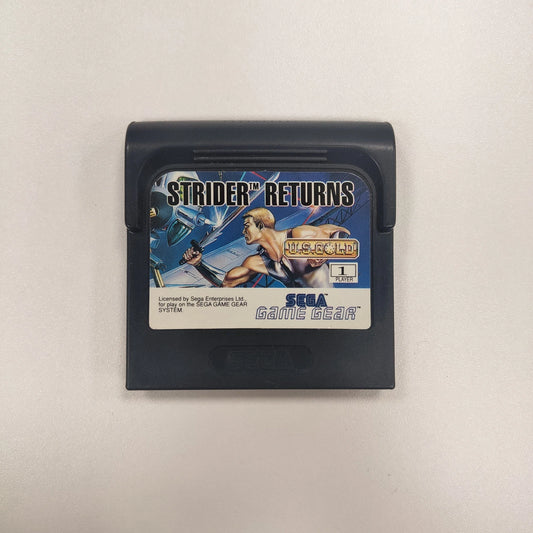 STRIDER™ RETURNS
U.S. GOLD
1
PLAYER
Licensed by Sega Enterprises Ltd.,
for play on the SEGA GAME GEAR
SYSTEM.
SEGA™
GAME GEAR™
SEGA